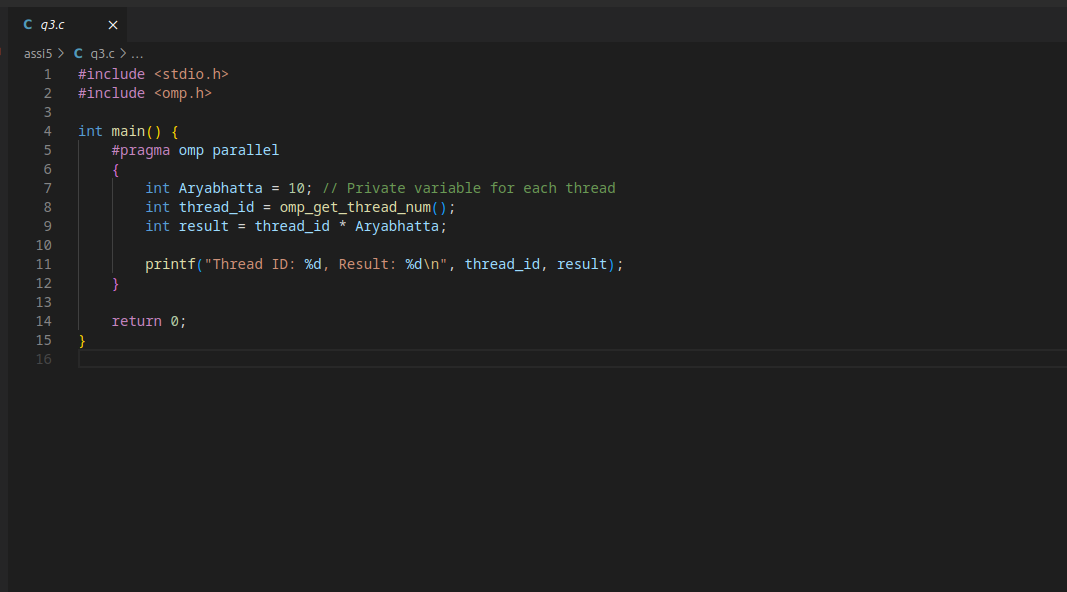 C q3.c ×
assi5 > C q3.c > ...
1 #include <stdio.h>
2 #include <omp.h>
3
4 int main() {
5     #pragma omp parallel
6     {
7         int Aryabhatta = 10; // Private variable for each thread
8         int thread_id = omp_get_thread_num();
9         int result = thread_id * Aryabhatta;
10
11         printf("Thread ID: %d, Result: %d\n", thread_id, result);
12     }
13
14     return 0;
15 }
16